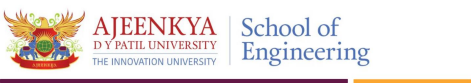 AJEENKYA
D Y PATIL UNIVERSITY
THE INNOVATION UNIVERSITY
School of
Engineering